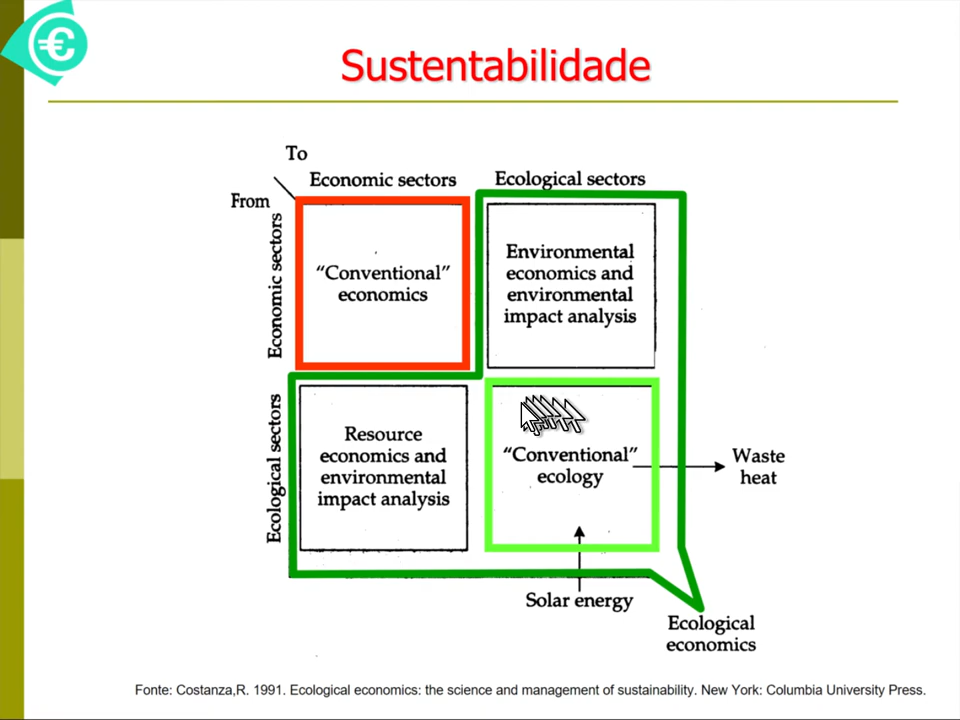 €
Sustentabilidade
To
Economic sectors
Ecological sectors
From
Economic sectors
“Conventional”
economics
Environmental
economics and
environmental
impact analysis
Ecological sectors
Resource
economics and
environmental
impact analysis
“Conventional”
ecology
Waste
heat
Solar energy
Ecological
economics
Fonte: Costanza,R. 1991. Ecological economics: the science and management of sustainability. New York: Columbia University Press.